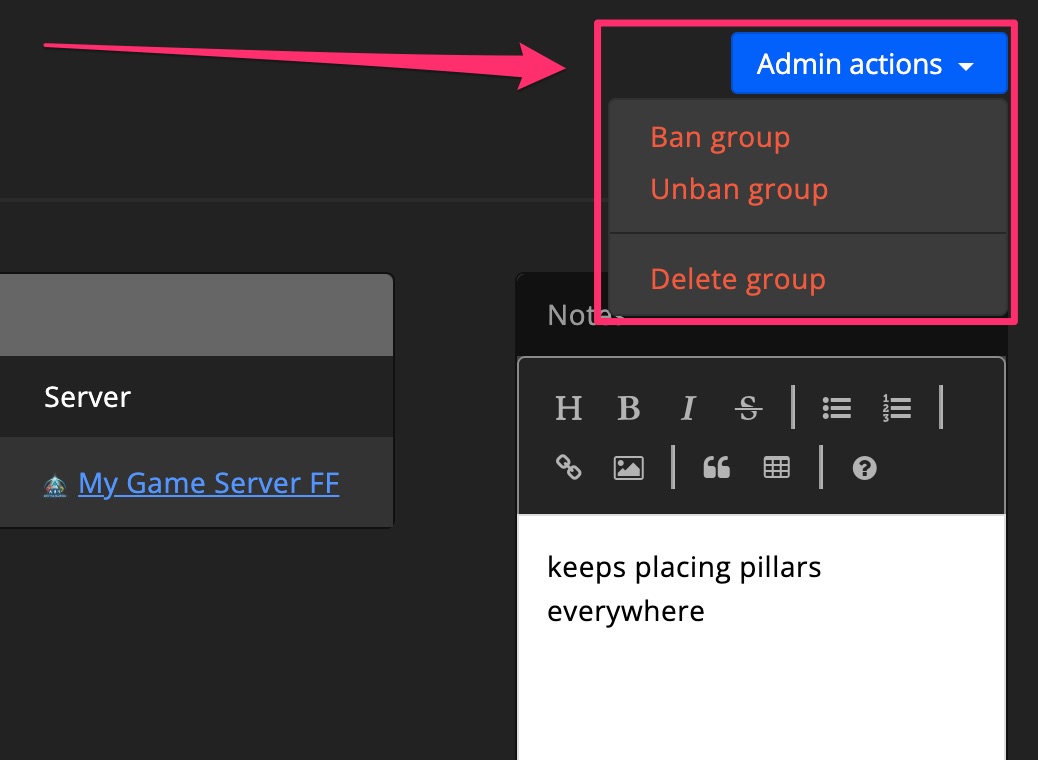 Admin actions
Ban group
Unban group
Delete group
Notes
Server
My Game Server FF
H B I S
keeps placing pillars
everywhere